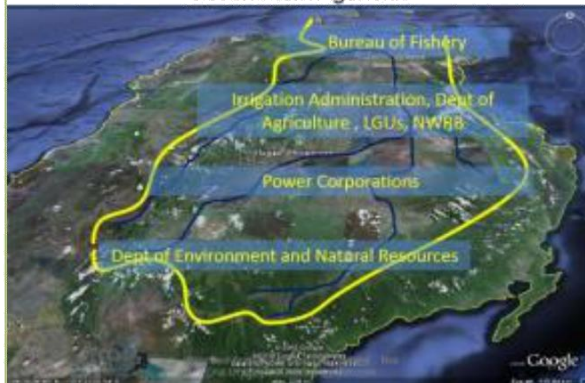 Bureau of Fishery
Irrigation Administration, Dept of
Agriculture , LGUs, NWRB
Power Corporations
Dept of Environment and Natural Resources
Google